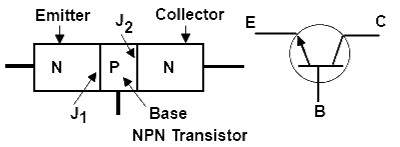 Emitter J2 Collector
N P N
J1 Base
NPN Transistor
E C
B